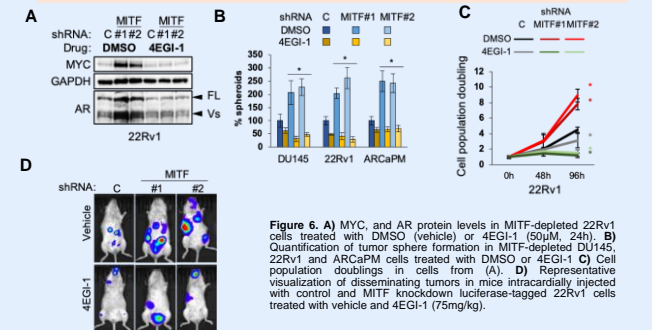 A
MITF
shRNA: C #1#2 C #1#2
Drug: DMSO 4EGI-1
MYC
GAPDH
AR
FL
Vs
22Rv1
B
shRNA
C MITF#1 MITF#2
DMSO
4EGI-1
% spheroids
350
300
250
200
150
100
50
0
* * *
DU145 22Rv1 ARCaPM
C
shRNA
C MITF#1 MITF#2
DMSO
4EGI-1
Cell population doubling
12
10
8
6
4
2
0
*
*
*
*
0h 48h 96h
22Rv1
D
MITF
shRNA: C #1 #2
Vehicle
4EGI-1
Figure 6. A) MYC, and AR protein levels in MITF-depleted 22Rv1
cells treated with DMSO (vehicle) or 4EGI-1 (50µM, 24h). B)
Quantification of tumor sphere formation in MITF-depleted DU145,
22Rv1 and ARCaPM cells treated with DMSO or 4EGI-1 C) Cell
population doublings in cells from (A). D) Representative
visualization of disseminating tumors in mice intracardially injected
with control and MITF knockdown luciferase-tagged 22Rv1 cells
treated with vehicle and 4EGI-1 (75mg/kg).